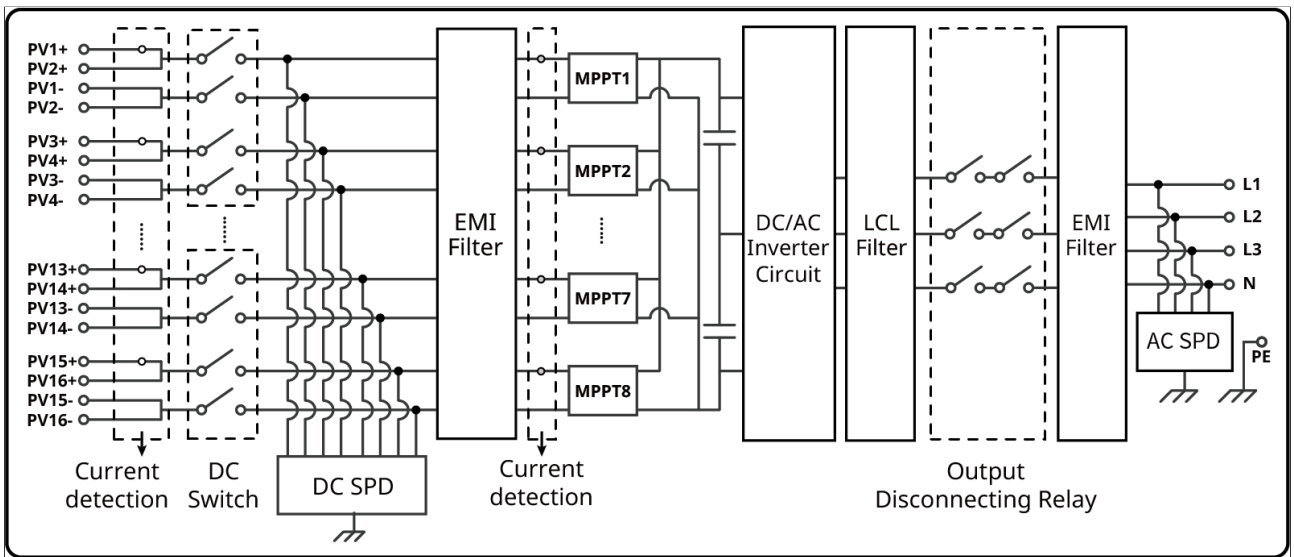 PV1+
PV2+
PV1-
PV2-
PV3+
PV4+
PV3-
PV4-
PV13+
PV14+
PV13-
PV14-
PV15+
PV16+
PV15-
PV16-
Current
detection
DC
Switch
DC SPD
EMI
Filter
Current
detection
MPPT1
MPPT2
MPPT7
MPPT8
DC/AC
Inverter
Circuit
LCL
Filter
Output
Disconnecting Relay
EMI
Filter
L1
L2
L3
N
AC SPD
PE